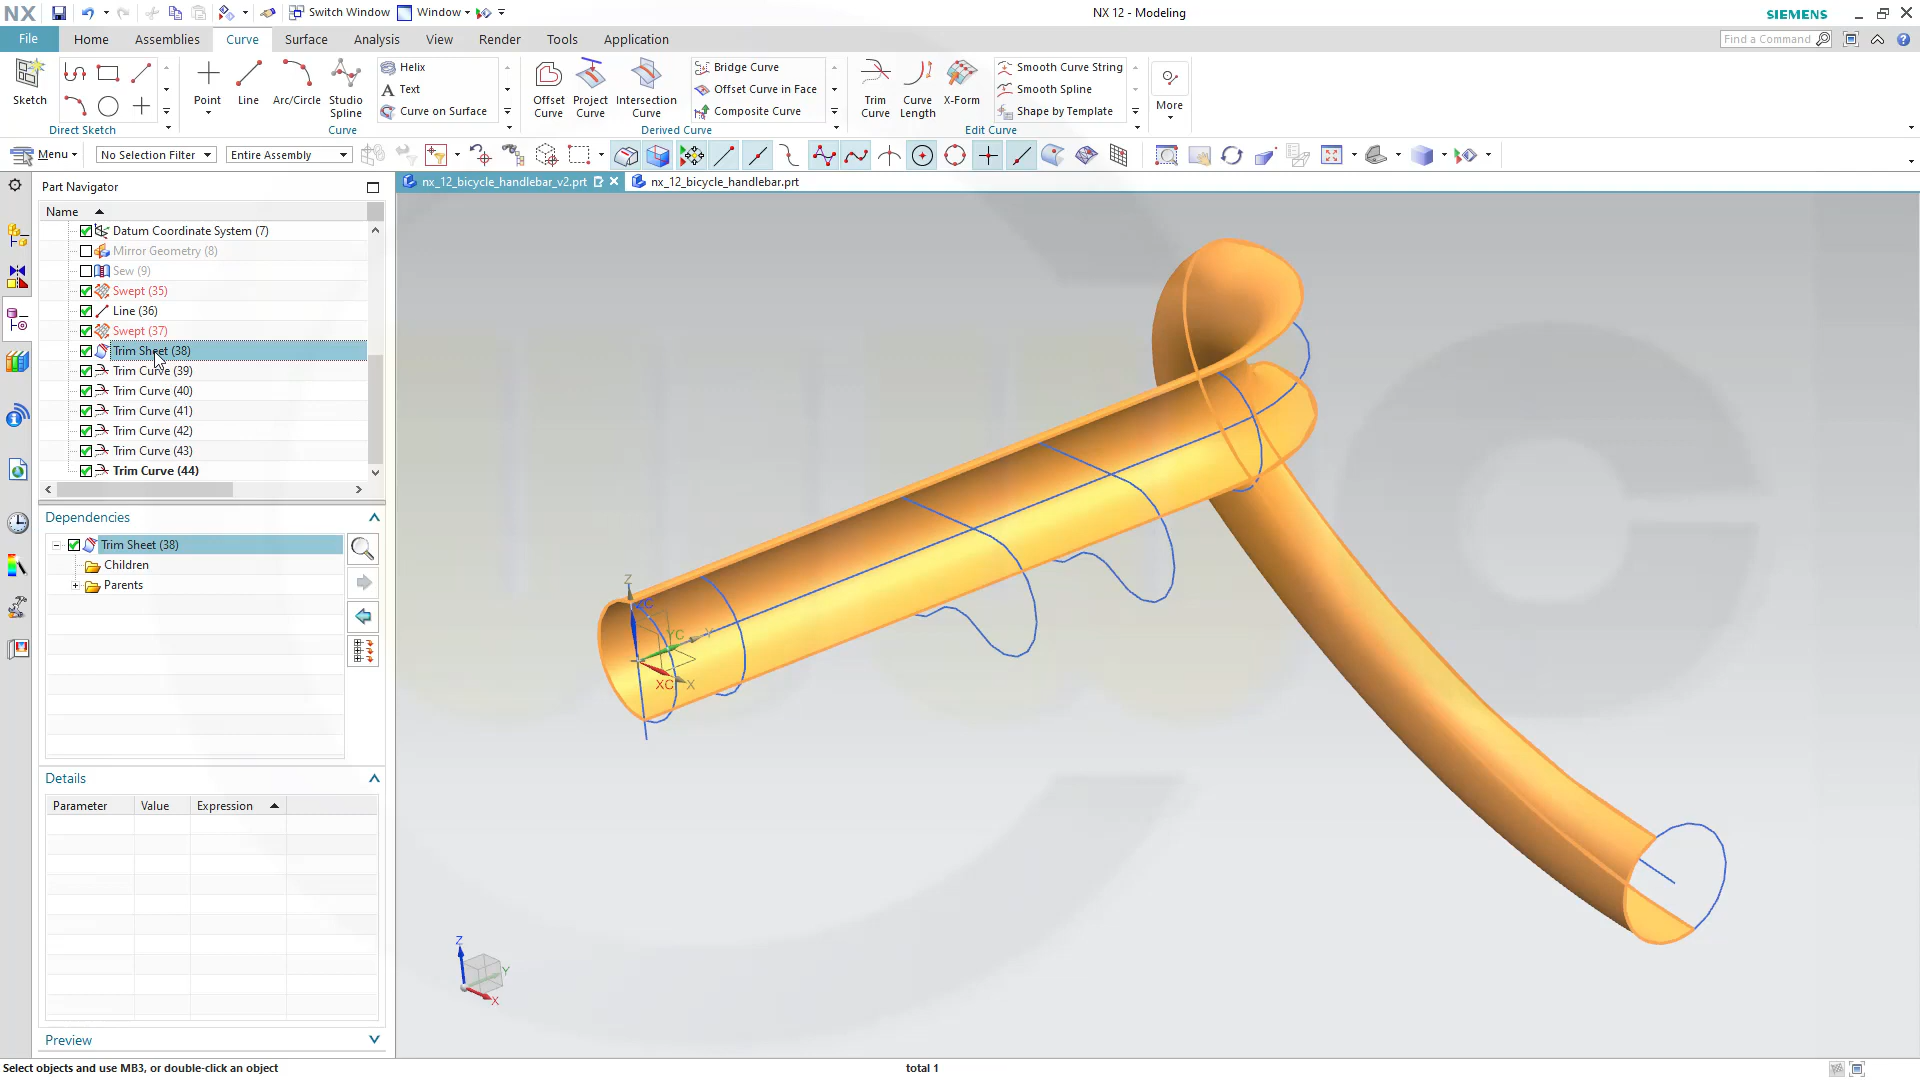 NX
Switch Window
Window
NX 12 - Modeling
SIEMENS
File
Home
Assemblies
Curve
Surface
Analysis
View
Render
Tools
Application
Find a Command
Sketch
Point
Line
Arc/Circle
Studio Spline
Helix
Text
Curve on Surface
Offset Curve
Project Curve
Intersection Curve
Bridge Curve
Offset Curve in Face
Composite Curve
Trim Curve
Curve Length
X-Form
Smooth Curve String
Smooth Spline
Shape by Template
More
Direct Sketch
Curve
Derived Curve
Edit Curve
Menu
No Selection Filter
Entire Assembly
Part Navigator
nx_12_bicycle_handlebar_v2.prt
nx_12_bicycle_handlebar.prt
Name
Datum Coordinate System (7)
Mirror Geometry (8)
Sew (9)
Swept (35)
Line (36)
Swept (37)
Trim Sheet (38)
Trim Curve (39)
Trim Curve (40)
Trim Curve (41)
Trim Curve (42)
Trim Curve (43)
Trim Curve (44)
Dependencies
Trim Sheet (38)
Children
Parents
Details
Parameter
Value
Expression
Preview
Z
ZC
YC
Y
XC
X
Z
Y
X
Select objects and use MB3, or double-click an object
total 1